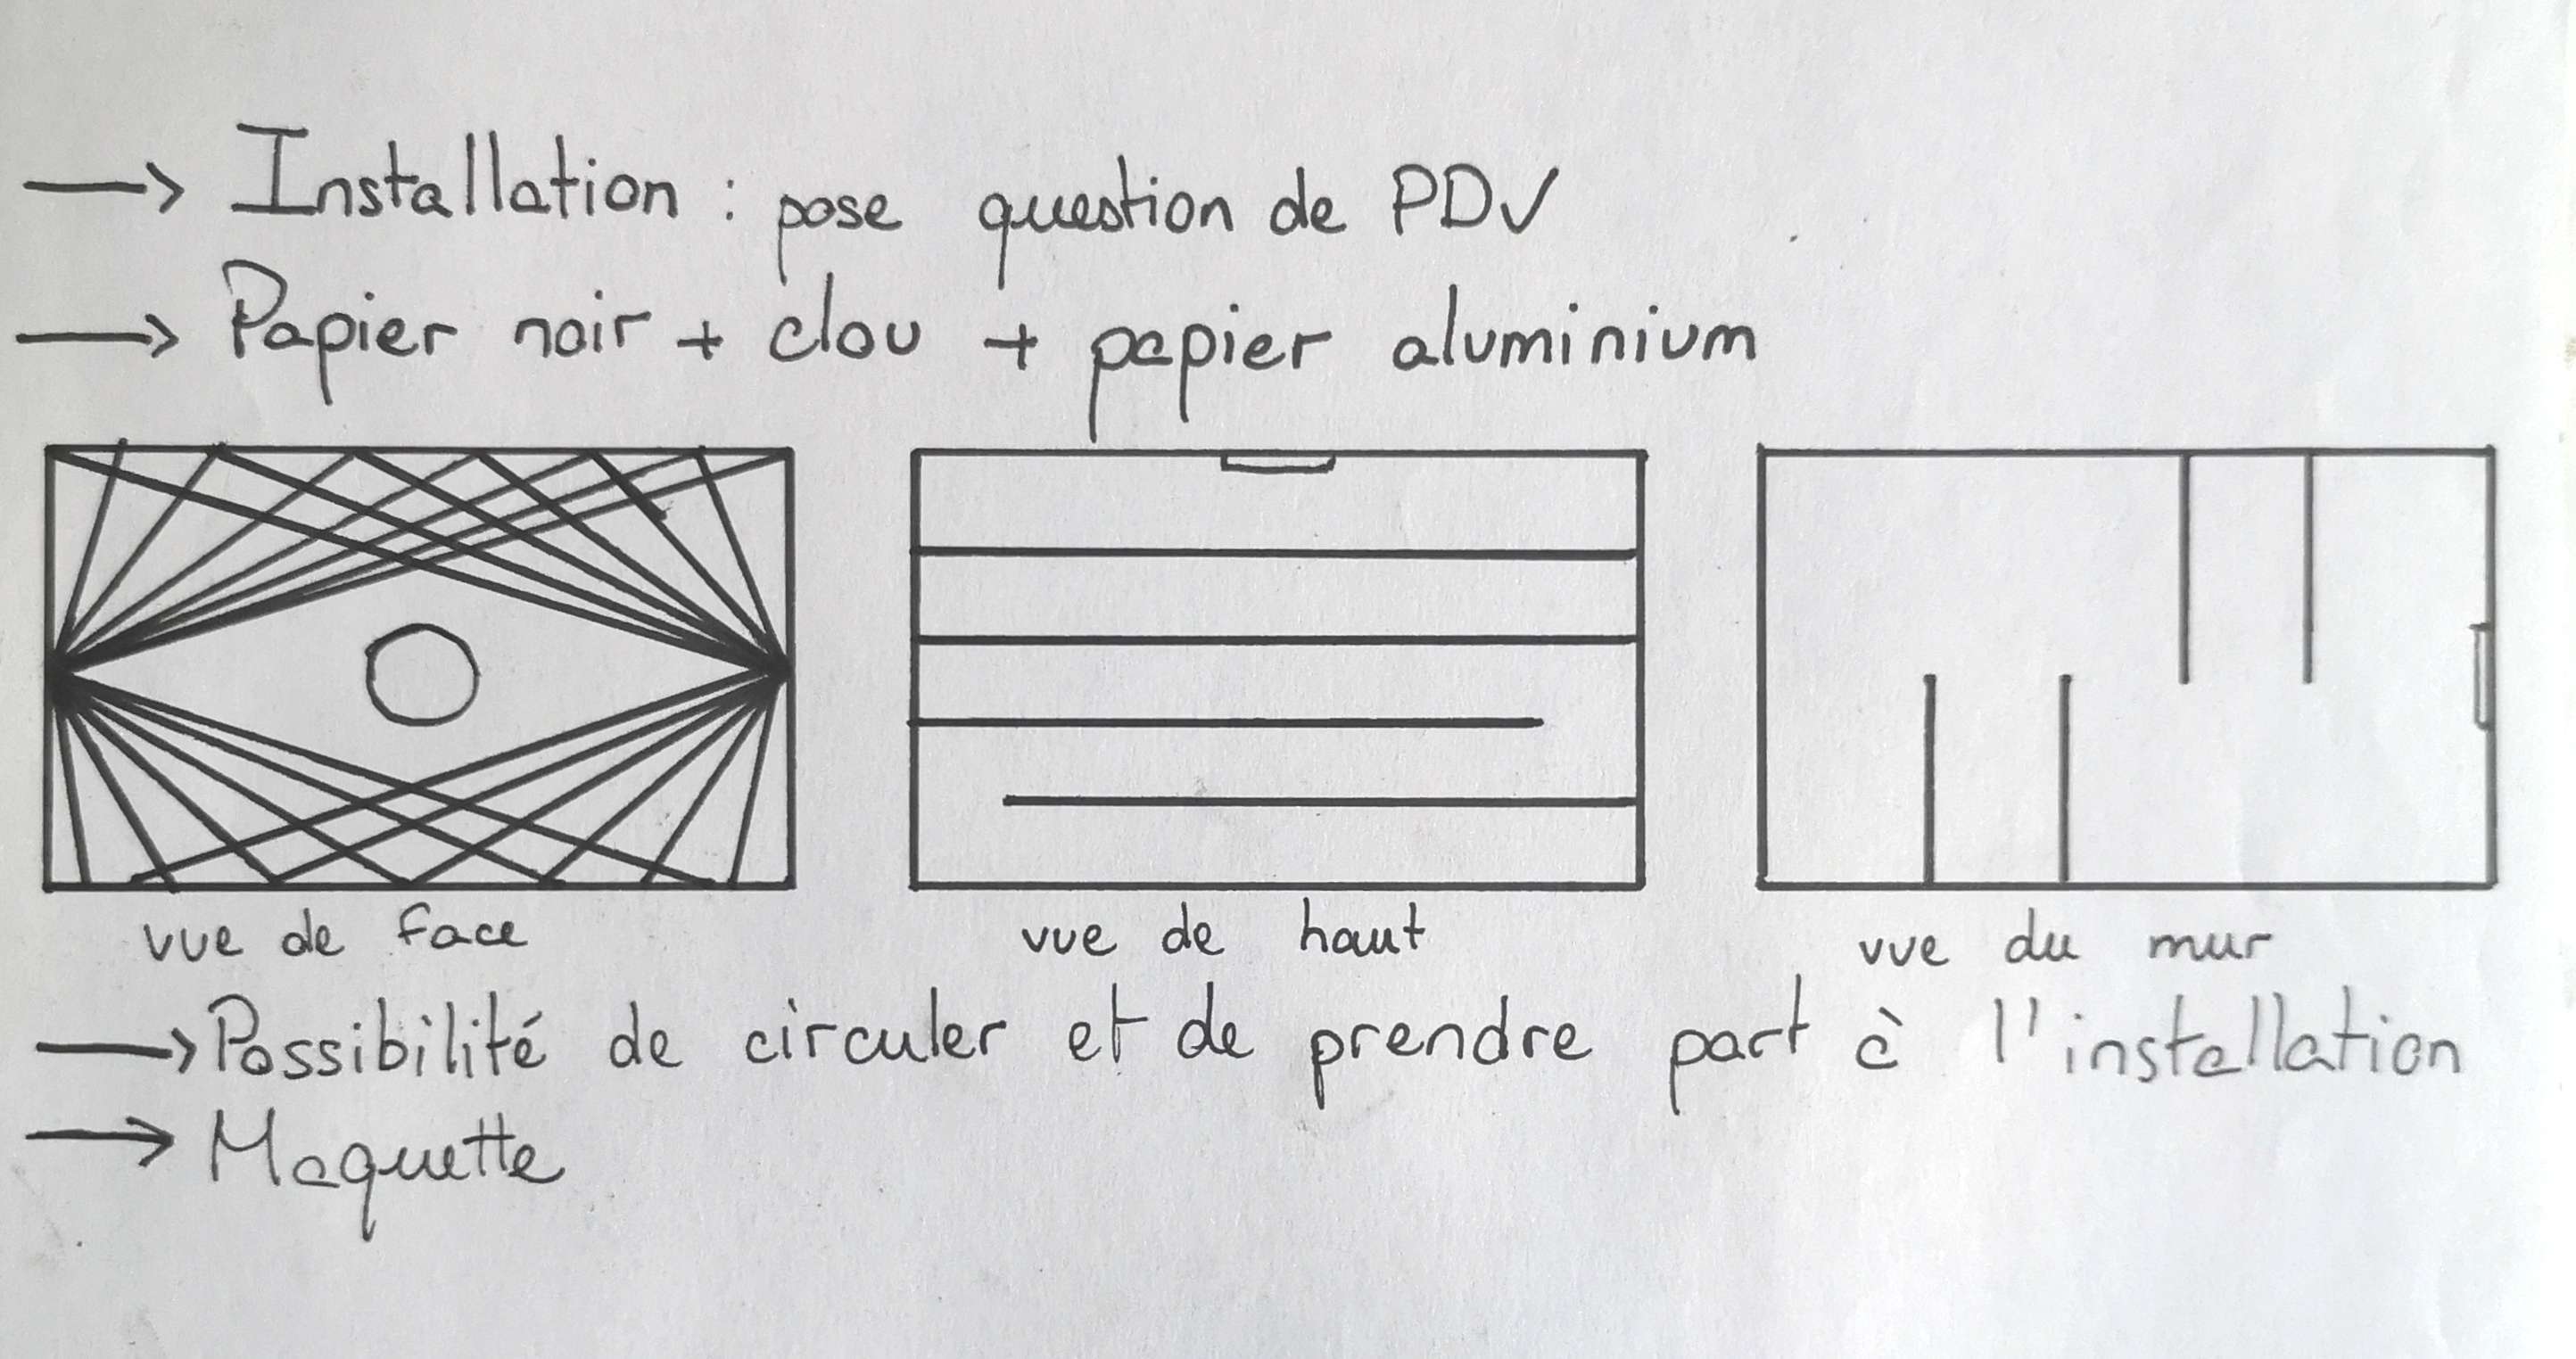 → Installation : pose question de PDV
→ Papier noir + clou + papier aluminium
vue de face
vue de haut
vue du mur
→ Possibilité de circuler et de prendre part à l'installation
→ Maquette